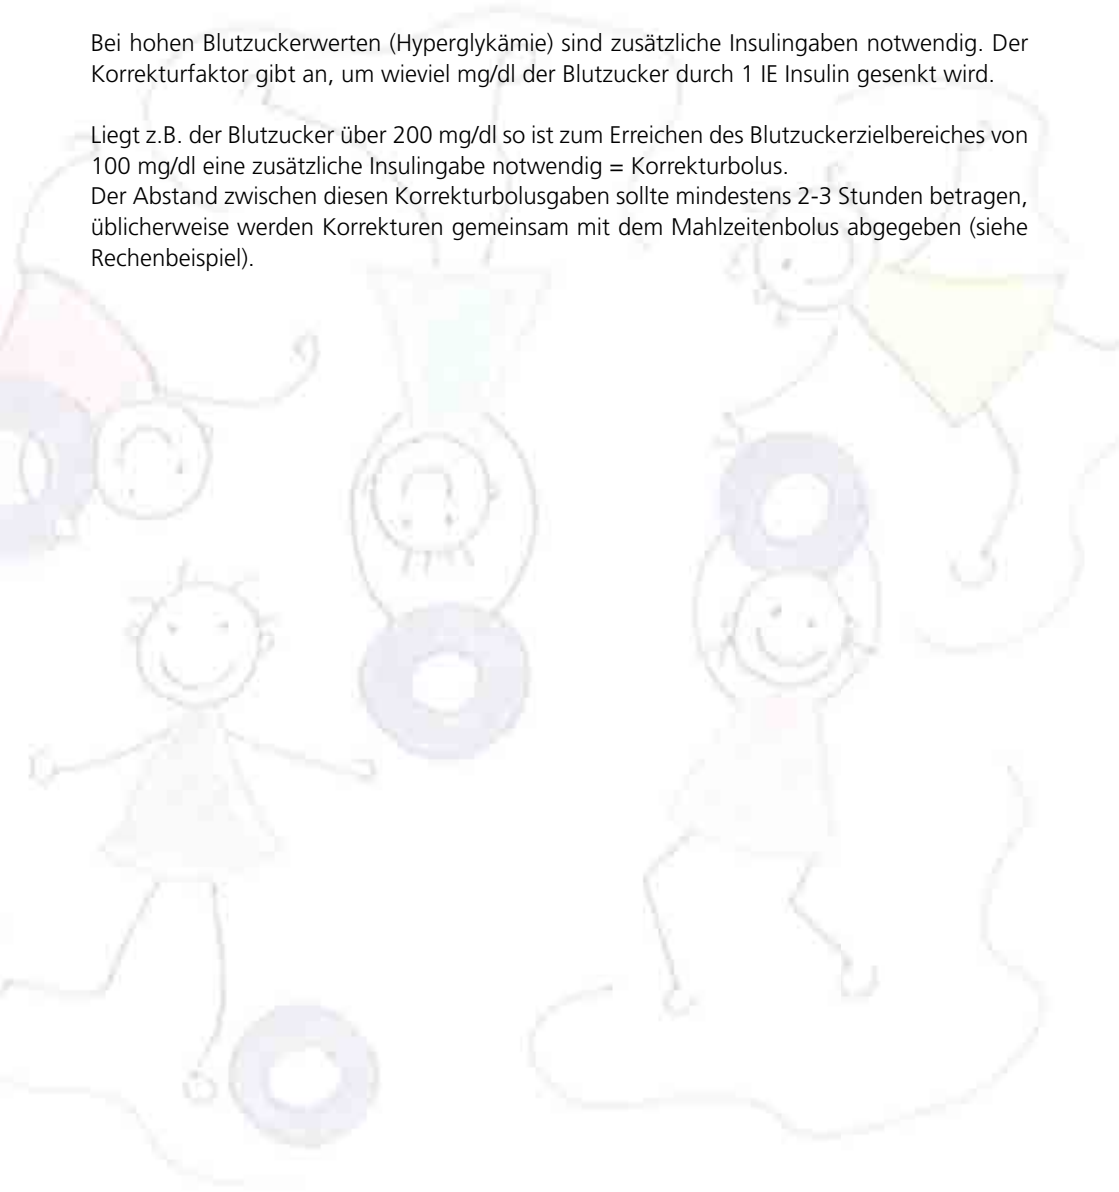 Bei hohen Blutzuckerwerten (Hyperglykämie) sind zusätzliche Insulingaben notwendig. Der
Korrekturfaktor gibt an, um wieviel mg/dl der Blutzucker durch 1 IE Insulin gesenkt wird.
Liegt z.B. der Blutzucker über 200 mg/dl so ist zum Erreichen des Blutzuckerzielbereiches von
100 mg/dl eine zusätzliche Insulingabe notwendig = Korrekturbolus.
Der Abstand zwischen diesen Korrekturbolusgaben sollte mindestens 2-3 Stunden betragen,
üblicherweise werden Korrekturen gemeinsam mit dem Mahlzeitenbolus abgegeben (siehe
Rechenbeispiel).